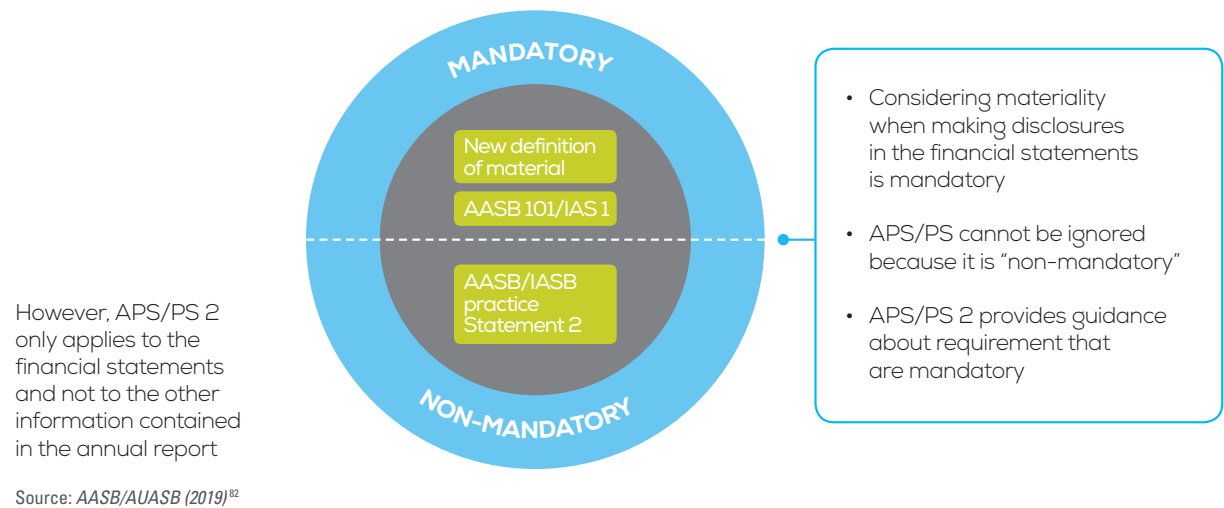 MANDATORY
New definition
of material
AASB 101/IAS 1
AASB/IASB
practice
Statement 2
NON-MANDATORY
• Considering materiality
when making disclosures
in the financial statements
is mandatory
• APS/PS cannot be ignored
because it is “non-mandatory”
• APS/PS 2 provides guidance
about requirement that
are mandatory
However, APS/PS 2
only applies to the
financial statements
and not to the other
information contained
in the annual report
Source: AASB/AUASB (2019)⁸²